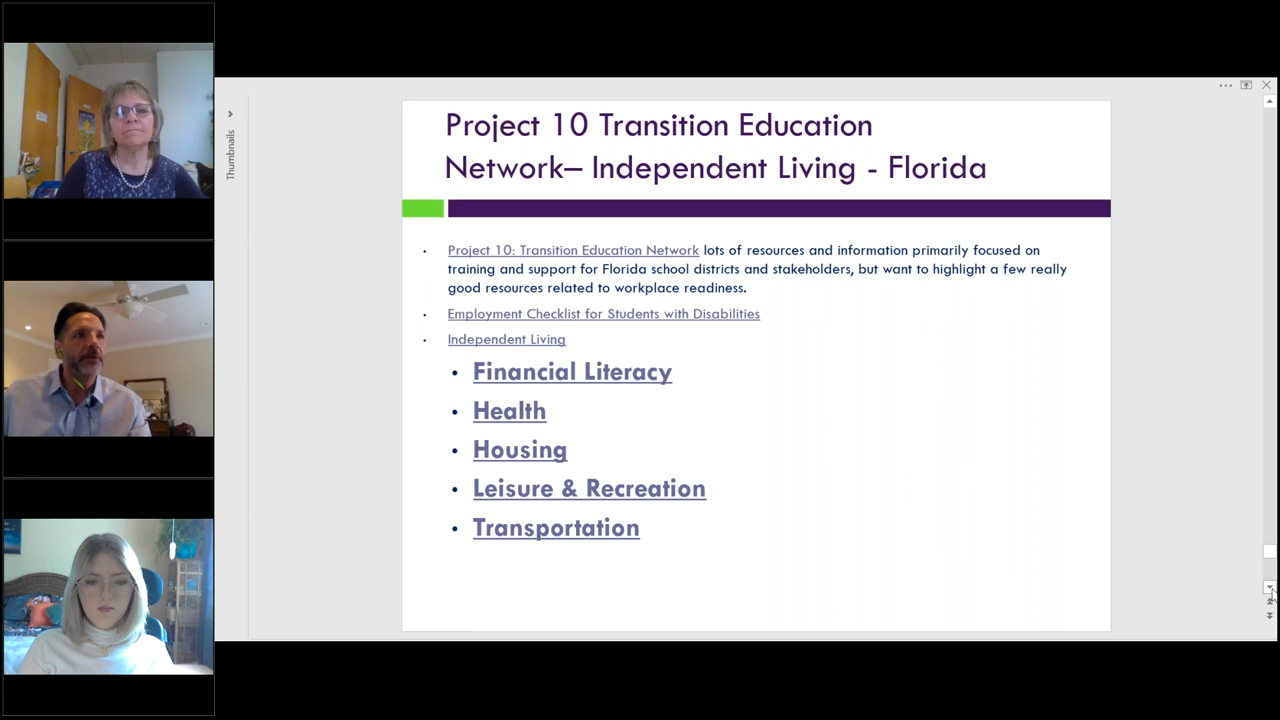 Thumbnails
Project 10 Transition Education
Network– Independent Living - Florida
Project 10: Transition Education Network lots of resources and information primarily focused on
training and support for Florida school districts and stakeholders, but want to highlight a few really
good resources related to workplace readiness.
Employment Checklist for Students with Disabilities
Independent Living
Financial Literacy
Health
Housing
Leisure & Recreation
Transportation